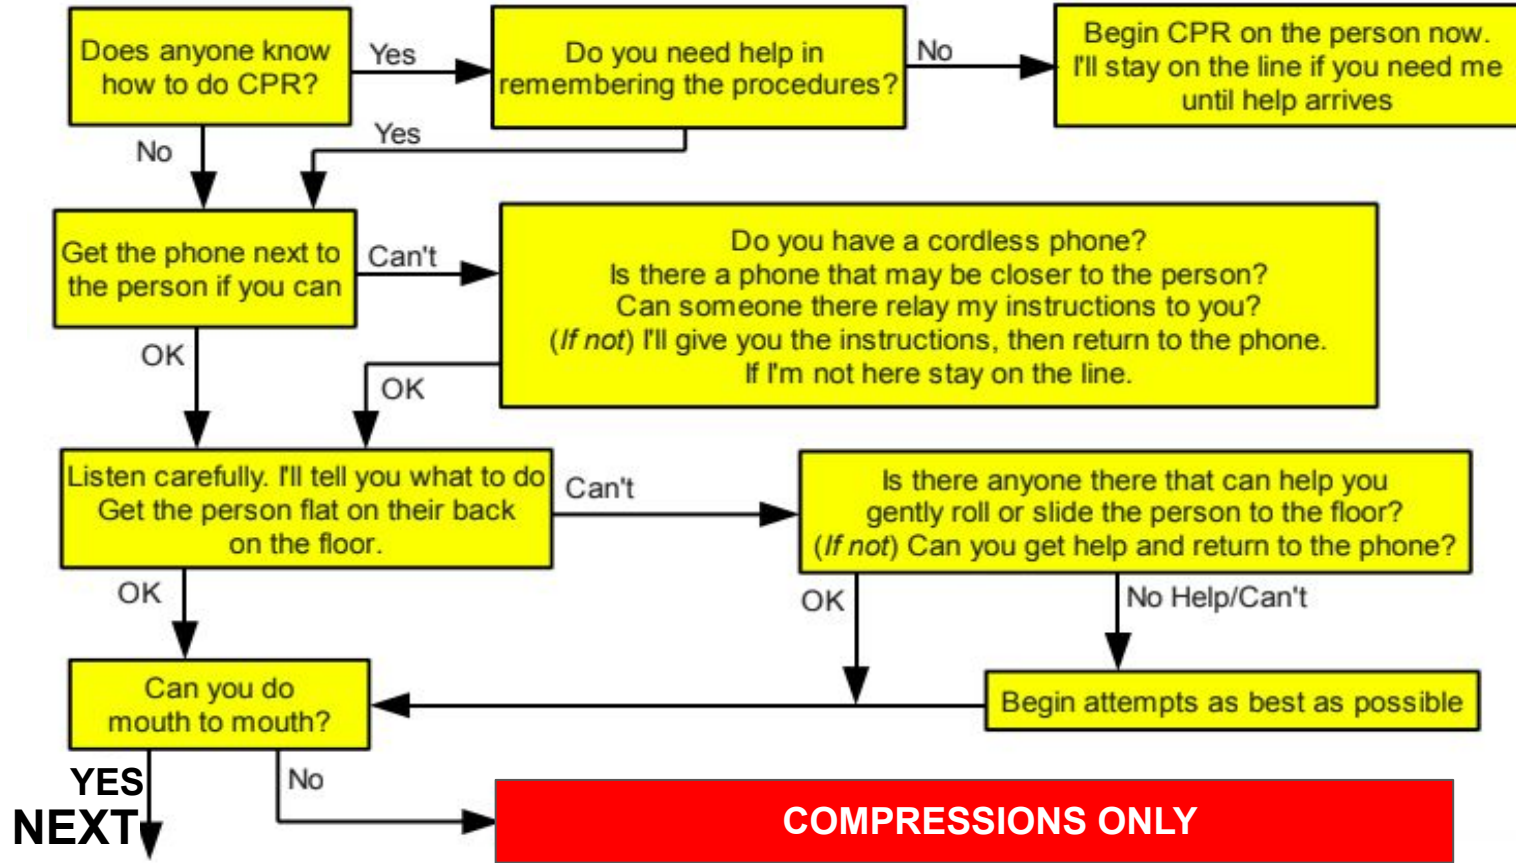 Does anyone know
how to do CPR?
Yes
Do you need help in
remembering the procedures?
No
Begin CPR on the person now.
I'll stay on the line if you need me
until help arrives
No
Yes
Get the phone next to
the person if you can
Can't
Do you have a cordless phone?
Is there a phone that may be closer to the person?
Can someone there relay my instructions to you?
(If not) I'll give you the instructions, then return to the phone.
If I'm not here stay on the line.
OK
OK
Listen carefully. I'll tell you what to do
Get the person flat on their back
on the floor.
Can't
Is there anyone there that can help you
gently roll or slide the person to the floor?
(If not) Can you get help and return to the phone?
OK
OK
No Help/Can't
Can you do
mouth to mouth?
Begin attempts as best as possible
YES
NEXT
No
COMPRESSIONS ONLY